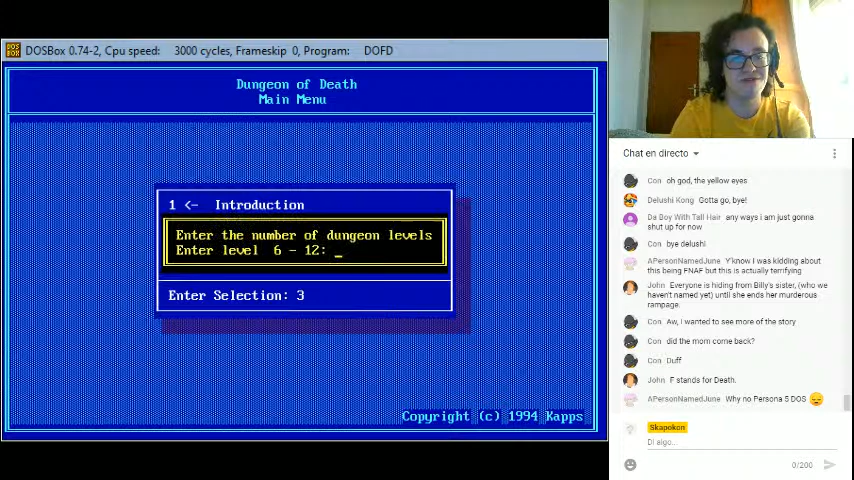 DOSBox 0.74-2, Cpu speed: 3000 cycles, Frameskip 0, Program: DOFD
Dungeon of Death
Main Menu
1 <- Introduction
Enter the number of dungeon levels
Enter level 6 - 12: _
Enter Selection: 3
Copyright (c) 1994 Kapps
Chat en directo
Con oh god, the yellow eyes
Delushi Kong Gotta go, bye!
Da Boy With Tall Hair any ways i am just gonna
shut up for now
Con bye delushi
APersonNamedJune Y'know I was kidding about
this being FNAF but this is actually terrifying
John Everyone is hiding from Billy's sister, (who we
haven't named yet) until she ends her murderous
rampage.
Con Aw, I wanted to see more of the story
Con did the mom come back?
Con Duff
John F stands for Death.
APersonNamedJune Why no Persona 5 DOS
Skapokon
Di algo...
0/200